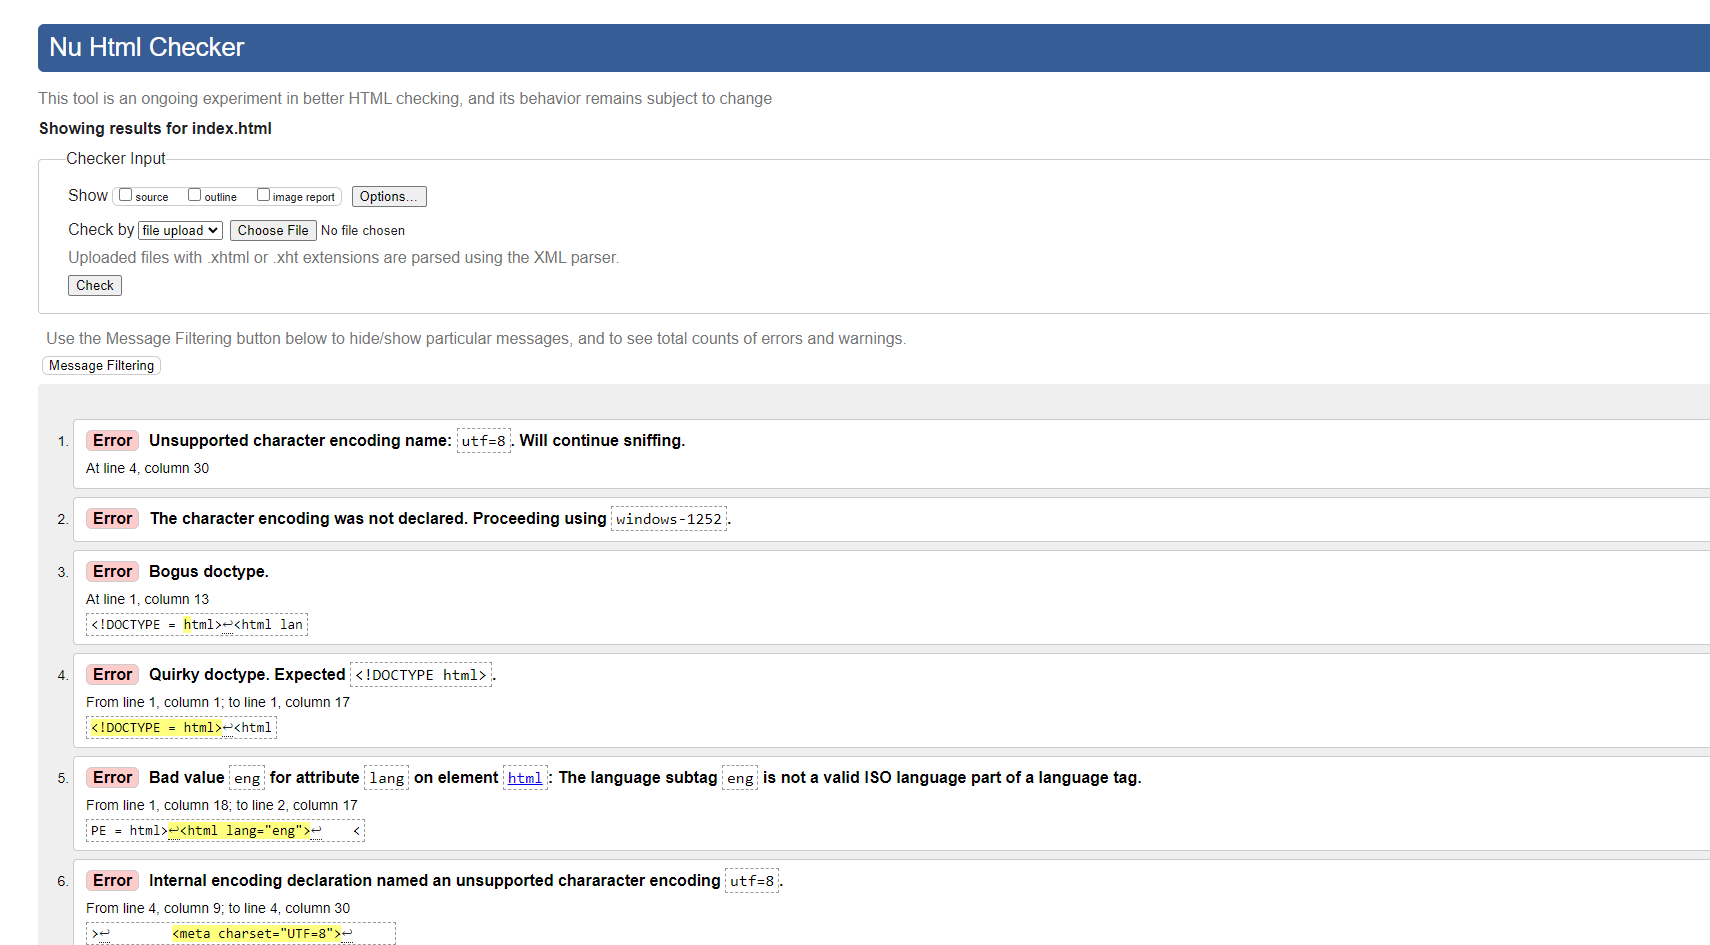 Nu Html Checker
This tool is an ongoing experiment in better HTML checking, and its behavior remains subject to change
Showing results for index.html
Checker Input
Show source outline image report Options...
Check by file upload Choose File No file chosen
Uploaded files with .xhtml or .xht extensions are parsed using the XML parser.
Check
Use the Message Filtering button below to hide/show particular messages, and to see total counts of errors and warnings.
Message Filtering
1. Error Unsupported character encoding name: utf=8. Will continue sniffing.
At line 4, column 30
2. Error The character encoding was not declared. Proceeding using windows-1252.
3. Error Bogus doctype.
At line 1, column 13
<!DOCTYPE = html>↩<html lan
4. Error Quirky doctype. Expected <!DOCTYPE html>.
From line 1, column 1; to line 1, column 17
<!DOCTYPE = html>↩<html
5. Error Bad value eng for attribute lang on element html: The language subtag eng is not a valid ISO language part of a language tag.
From line 1, column 18; to line 2, column 17
PE = html>↩<html lang="eng">↩    <
6. Error Internal encoding declaration named an unsupported chararacter encoding utf=8.
From line 4, column 9; to line 4, column 30
>↩        <meta charset="UTF=8">↩